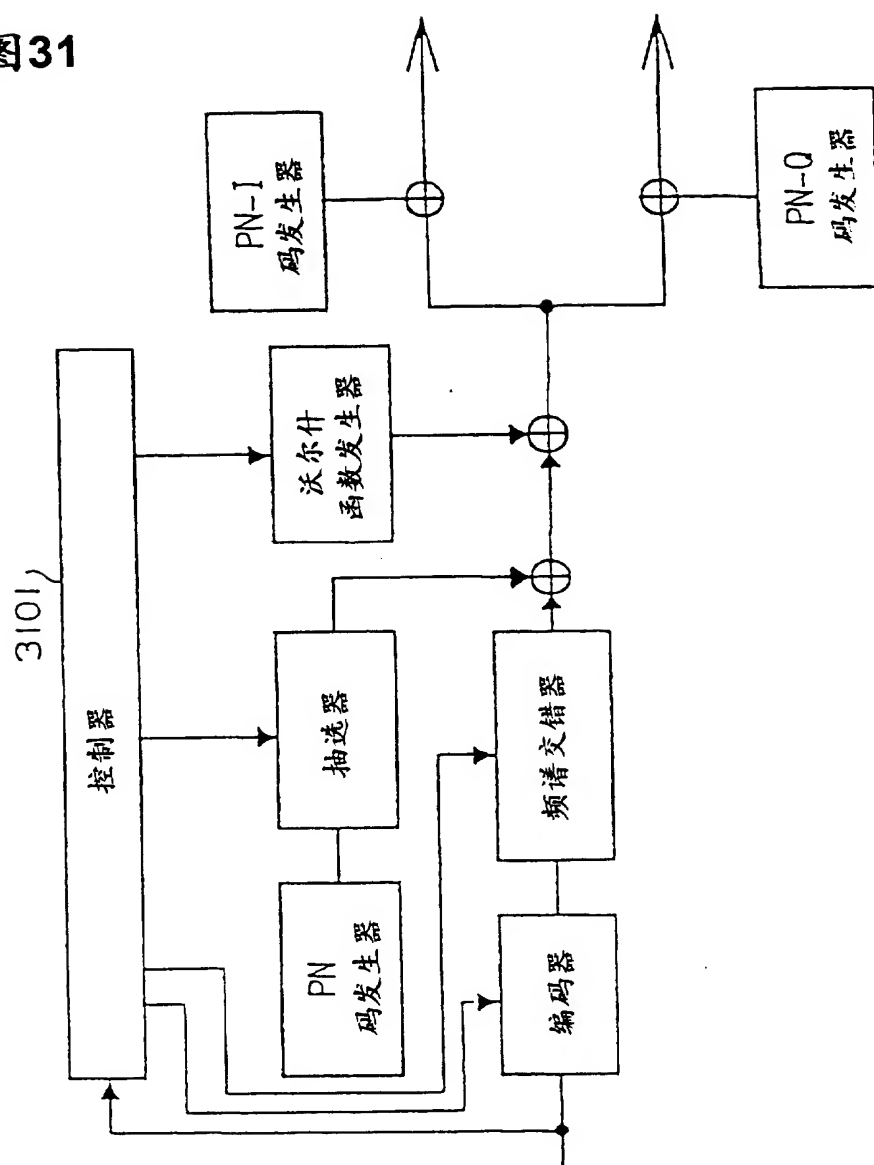 图31
3101
控制器
PN-I
码发生器
PN-Q
码发生器
沃尔什
函数发生器
抽选器
PN
码发生器
频谱交错器
编码器